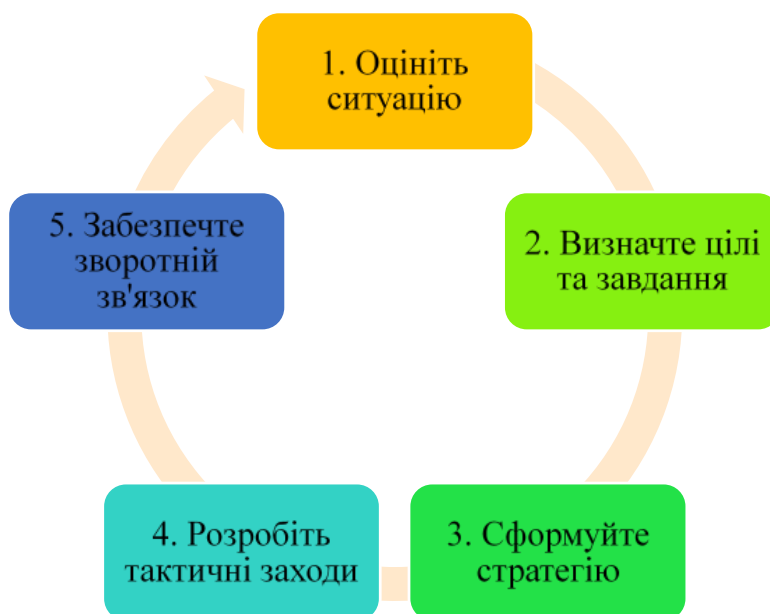 1. Оцініть
ситуацію
2. Визначте цілі
та завдання
3. Сформуйте
стратегію
4. Розробіть
тактичні заходи
5. Забезпечте
зворотній
зв'язок